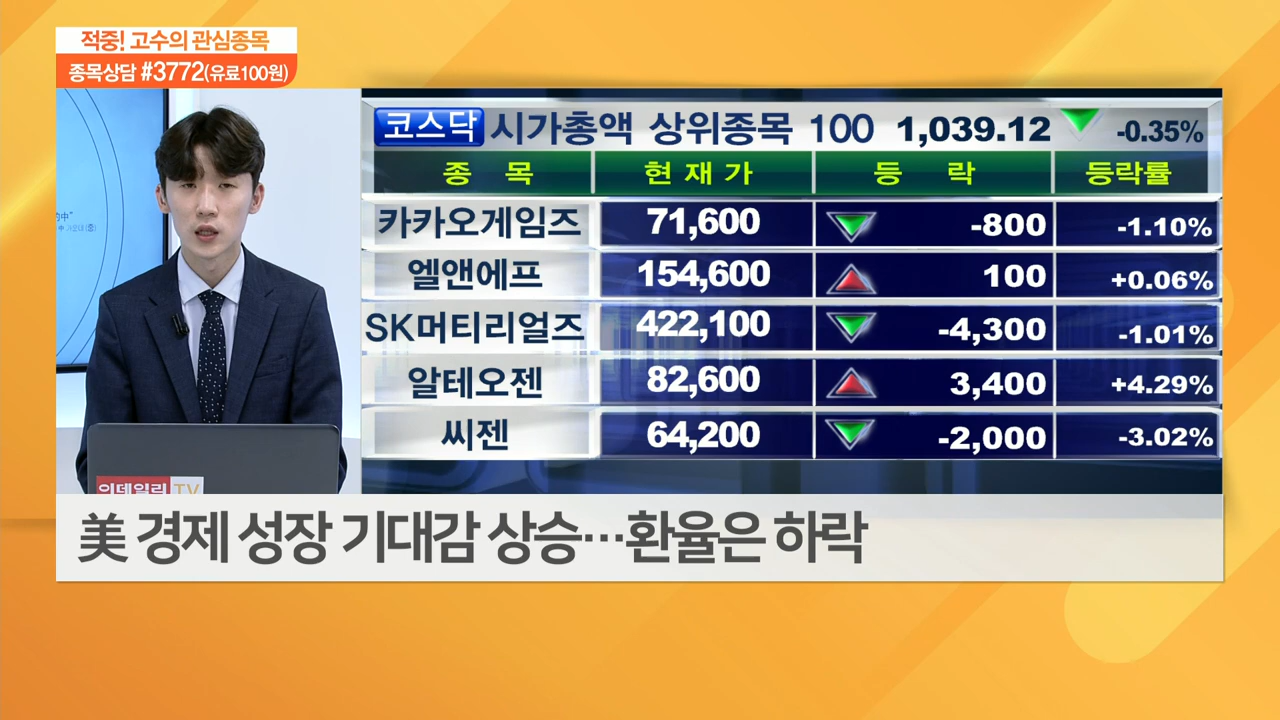 적중! 고수의 관심종목
종목상담 #3772(유료100원)
코스닥 시가총액 상위종목 100 1,039.12 -0.35%
종 목 현 재 가 등 락 등락률
카카오게임즈 71,600 -800 -1.10%
엘앤에프 154,600 100 +0.06%
SK머티리얼즈 422,100 -4,300 -1.01%
알테오젠 82,600 3,400 +4.29%
씨젠 64,200 -2,000 -3.02%
이데일리 TV
美 경제 성장 기대감 상승…환율은 하락